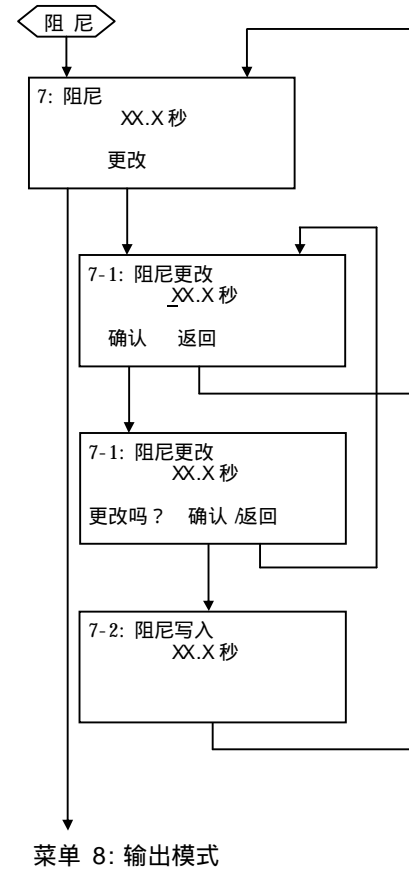 阻 尼
7: 阻尼
XX.X 秒
更改
7-1: 阻尼更改
XX.X 秒
确认 返回
7-1: 阻尼更改
XX.X 秒
更改吗？ 确认 /返回
7-2: 阻尼写入
XX.X 秒
菜单 8: 输出模式